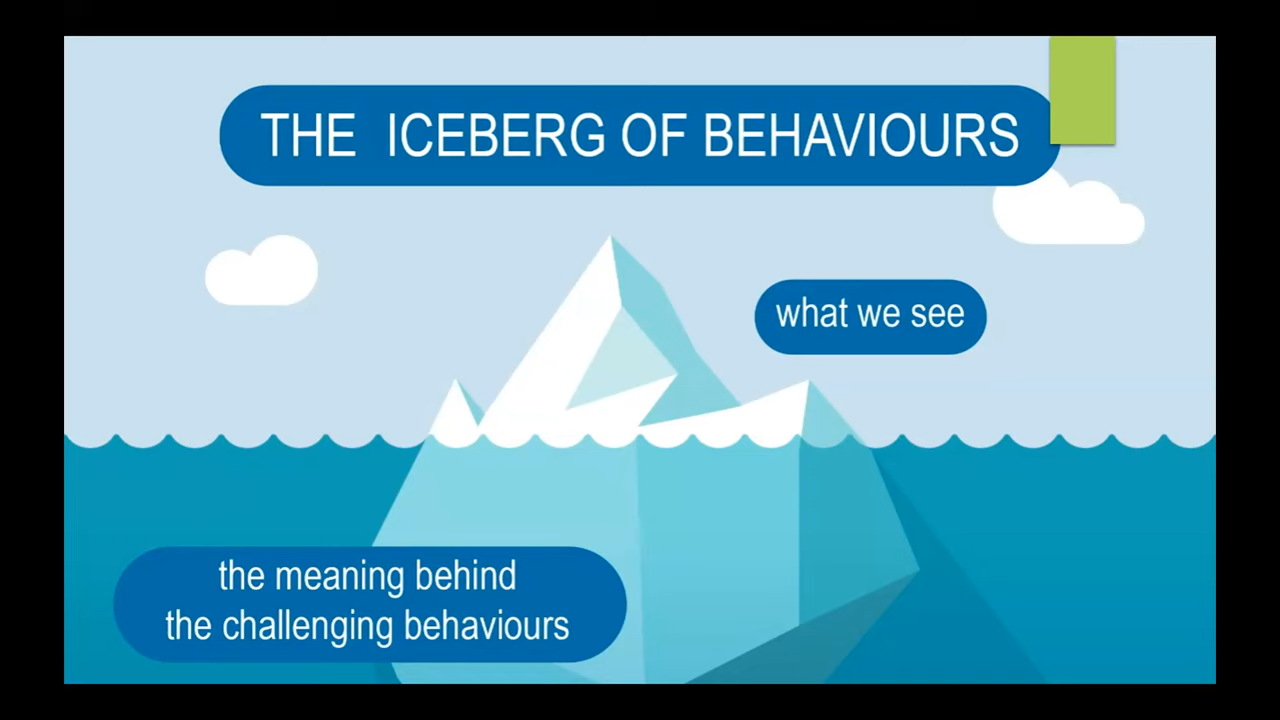 THE ICEBERG OF BEHAVIOURS
what we see
the meaning behind
the challenging behaviours